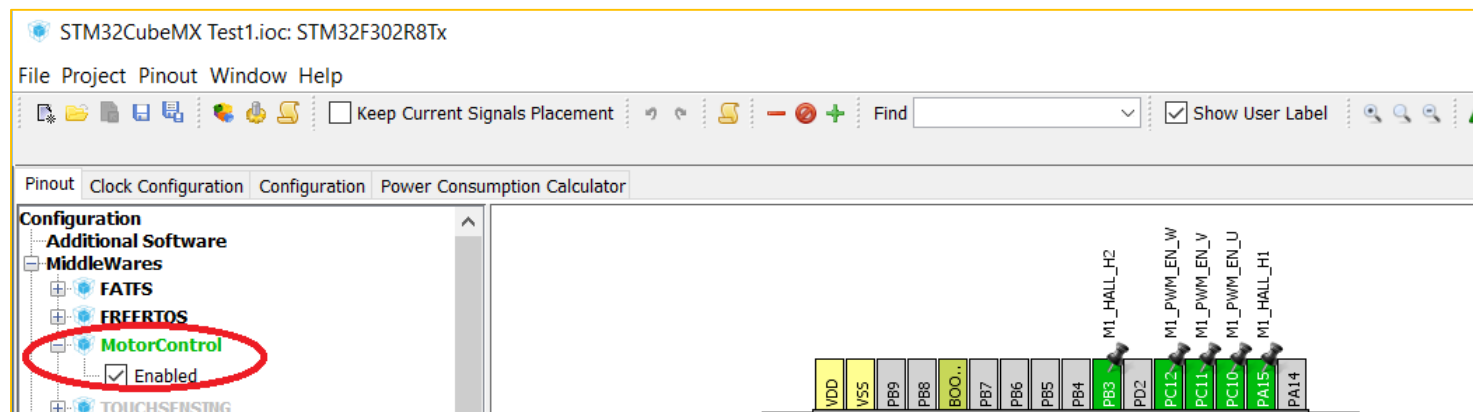 STM32CubeMX Test1.ioc: STM32F302R8Tx
File Project Pinout Window Help
Keep Current Signals Placement Find Show User Label
Pinout Clock Configuration Configuration Power Consumption Calculator
Configuration
Additional Software
MiddleWares
FATFS
FREERTOS
MotorControl
Enabled
TOUCHSENSING
M1_HALL_H2
M1_PWM_EN_W
M1_PWM_EN_V
M1_PWM_EN_U
M1_HALL_H1
VDD
VSS
PB9
PB8
BOO..
PB7
PB6
PB5
PB4
PB3
PD2
PC12
PC11
PC10
PA15
PA14